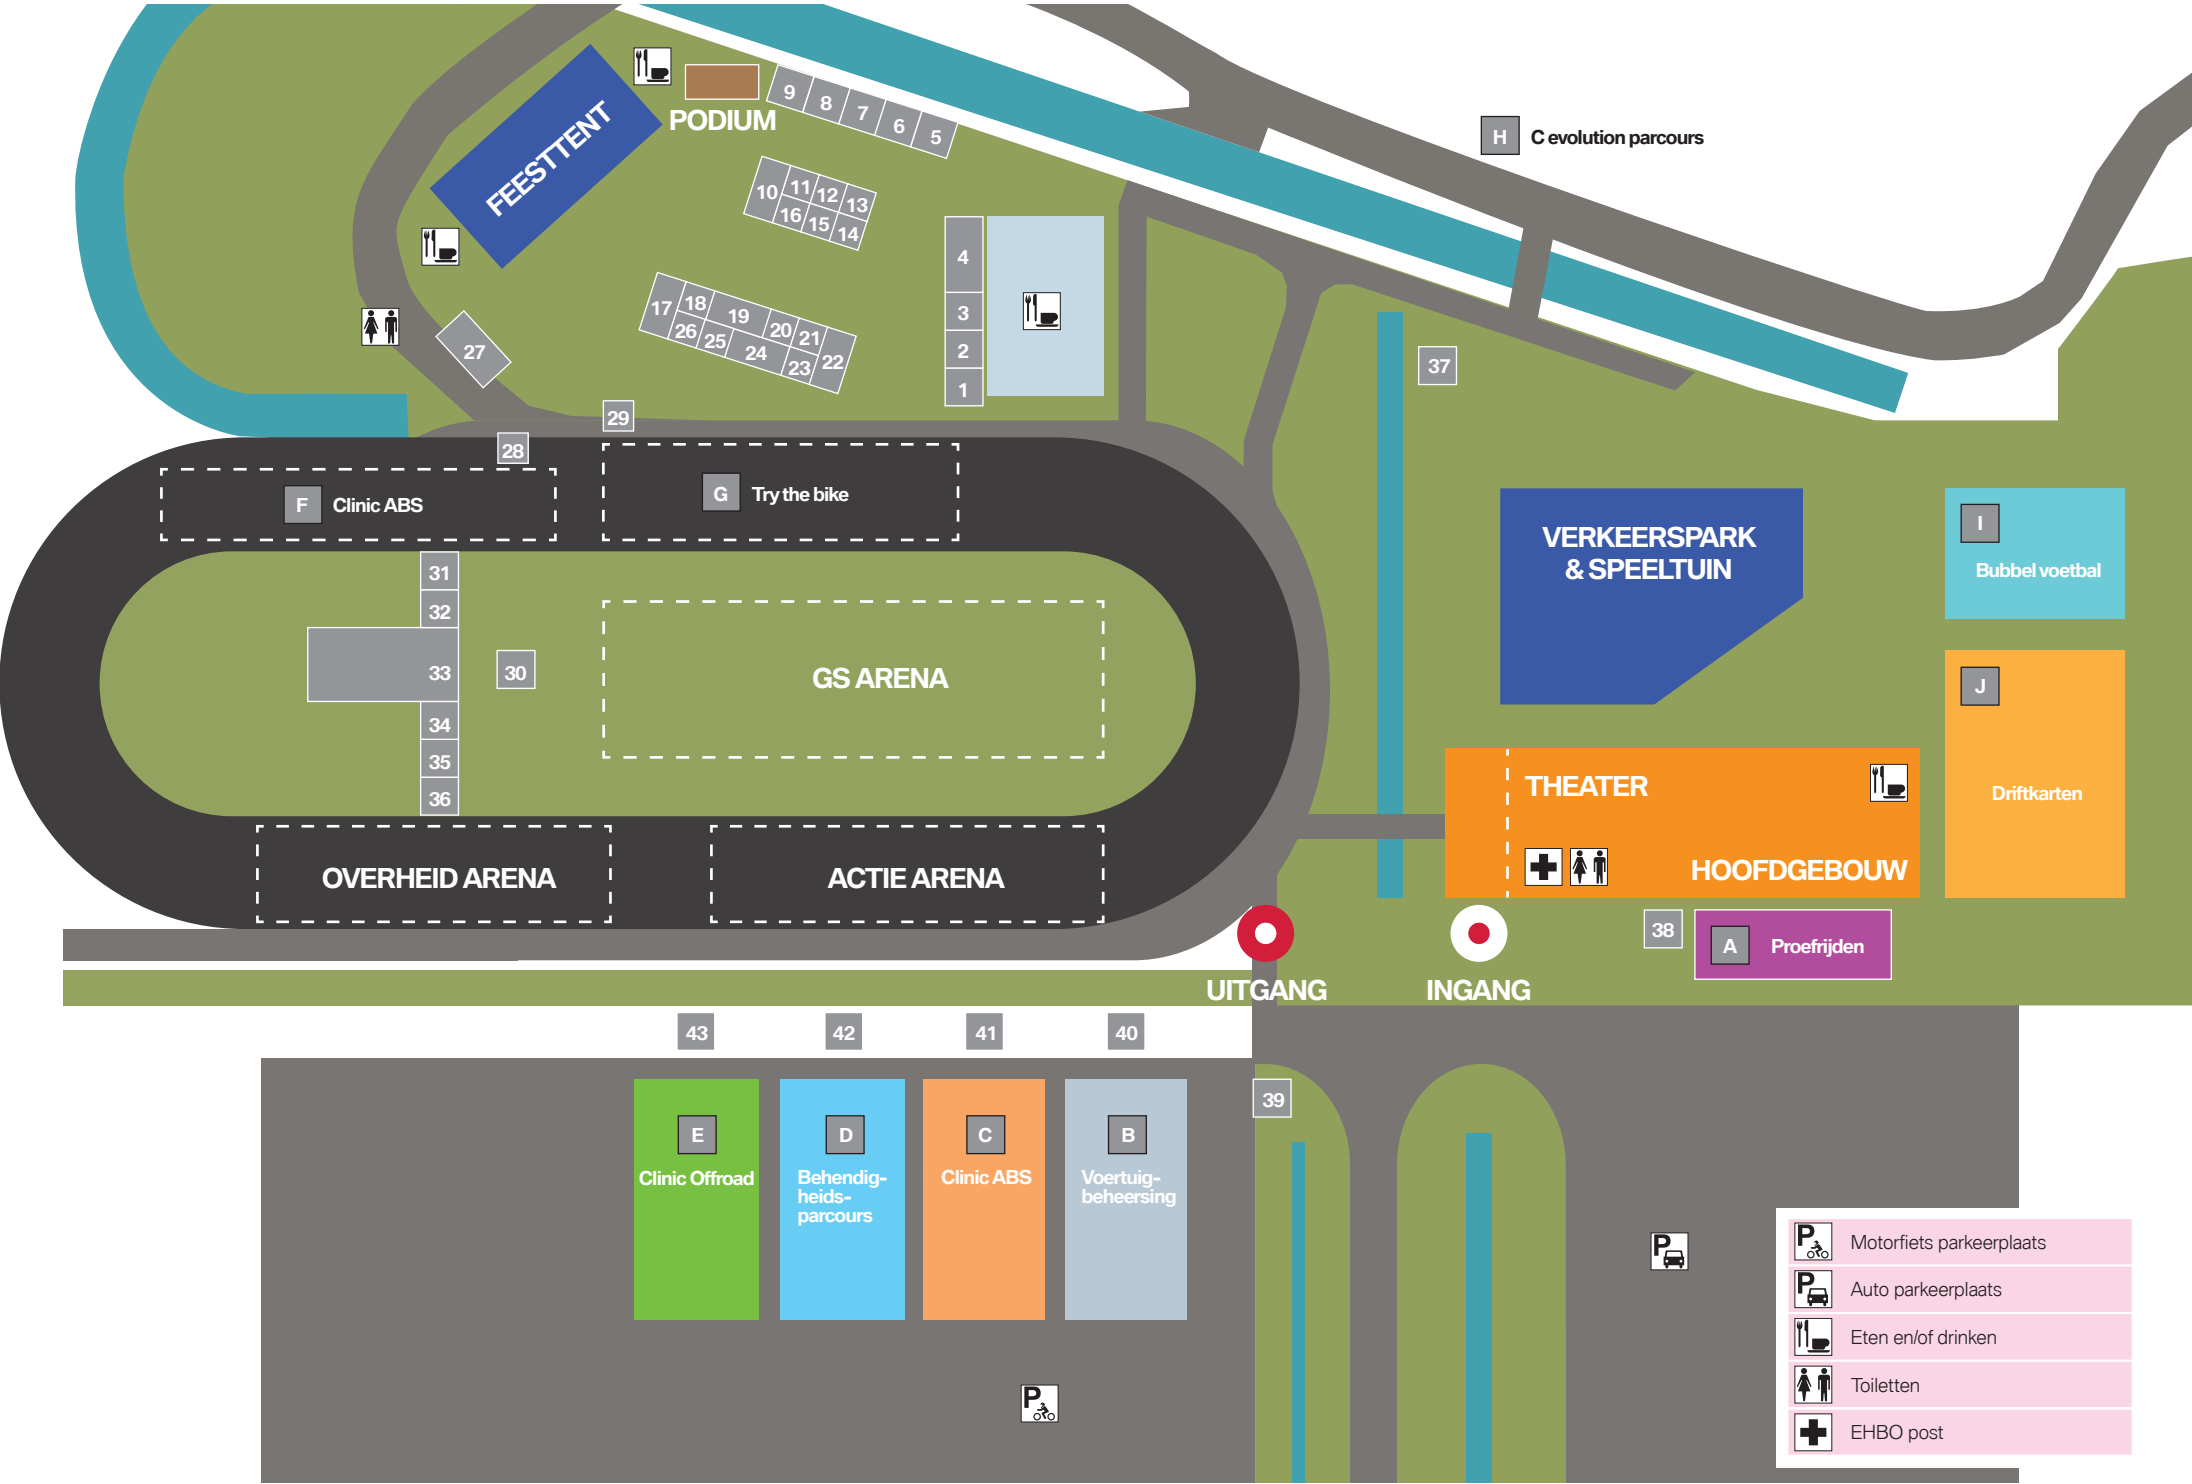 FEESTTENT
PODIUM
9 8 7 6 5
10 11 12 13
16 15 14
17 18 19 20 21 22
26 25 24 23
4
3
2
1
27
29
28
H C evolution parcours
37
F Clinic ABS
G Try the bike
31
32
33
30
34
35
36
GS ARENA
OVERHEID ARENA
ACTIE ARENA
VERKEERSPARK
& SPEELTUIN
I
Bubbel voetbal
J
Driftkarten
THEATER
HOOFDGEBOUW
38
A Proefrijden
UITGANG
INGANG
43 42 41 40
39
E
Clinic Offroad
D
Behendig-
heids-
parcours
C
Clinic ABS
B
Voertuig-
beheersing
P
P
P Motorfiets parkeerplaats
P Auto parkeerplaats
Eten en/of drinken
Toiletten
EHBO post